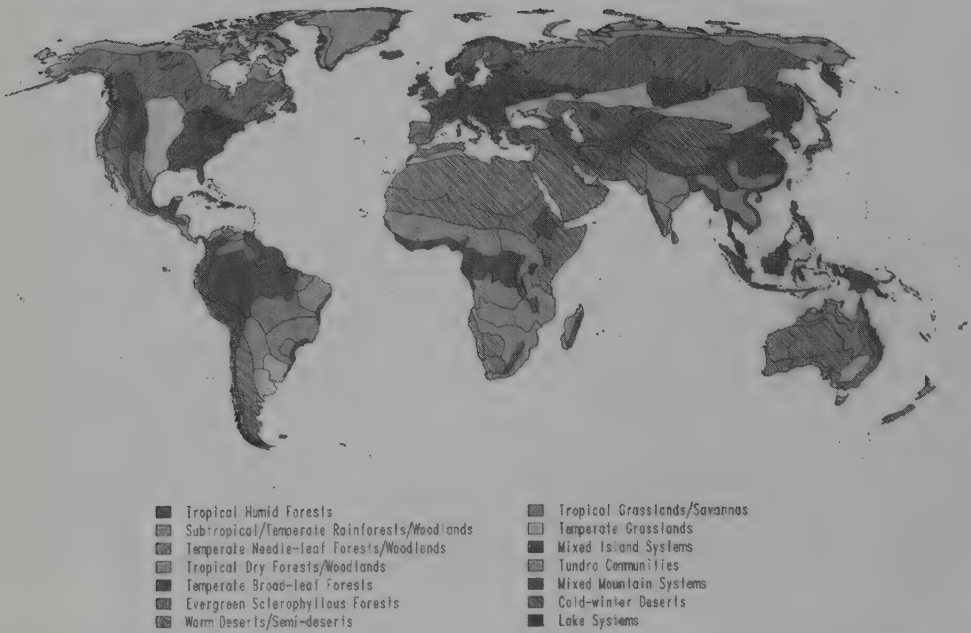 Tropical Humid Forests
Subtropical/Temperate Rainforests/Woodlands
Temperate Needle-leaf Forests/Woodlands
Tropical Dry Forests/Woodlands
Temperate Broad-leaf Forests
Evergreen Sclerophyllous Forests
Warm Deserts/Semi-deserts
Tropical Grasslands/Savannas
Temperate Grasslands
Mixed Island Systems
Tundra Communities
Mixed Mountain Systems
Cold-winter Deserts
Lake Systems